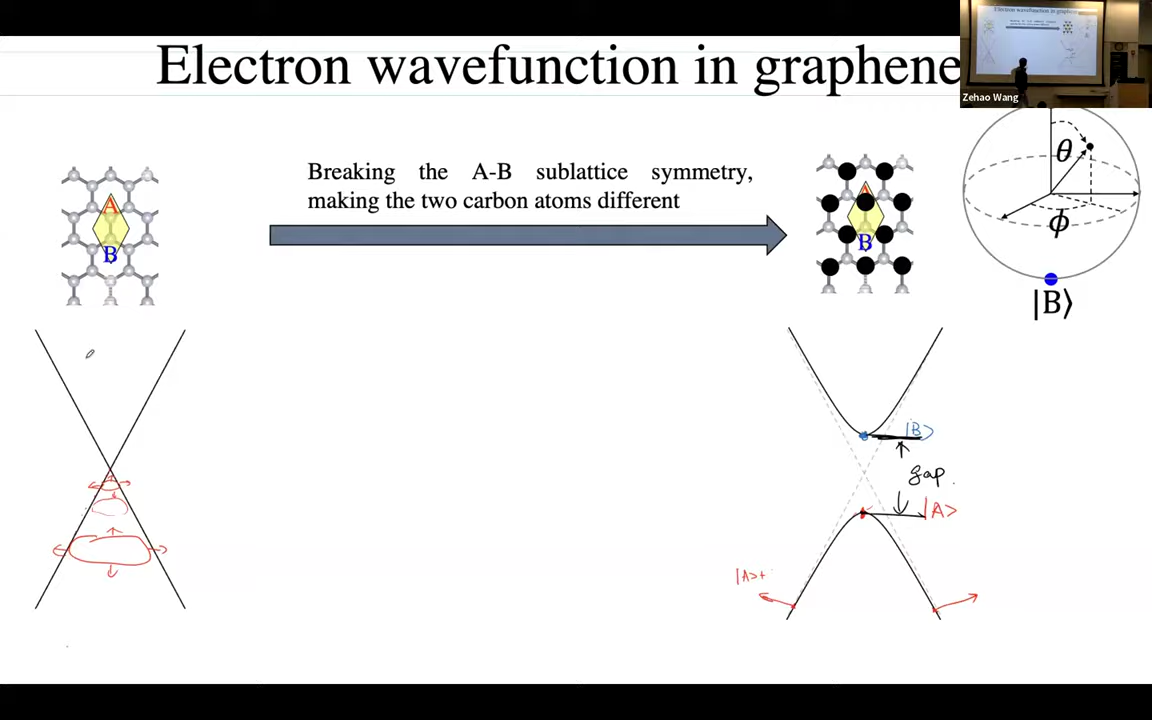 Electron wavefunction in graphene
Zehao Wang
Breaking the A-B sublattice symmetry,
making the two carbon atoms different
A
B
B
θ
ϕ
|B⟩
|B>
gap.
|A>
|A>+